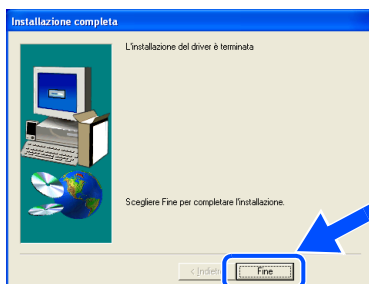 Installazione completa
L'installazione del driver è terminata
Scegliere Fine per completare l'installazione.
< Indietro Fine